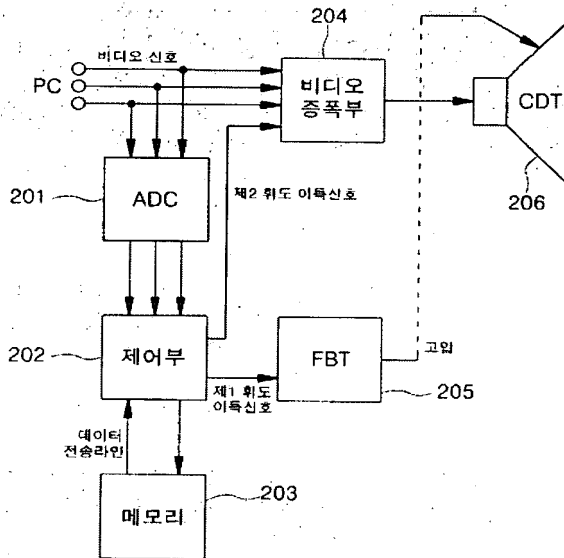 204
비디오 신호
PC
비디오
증폭부
CDT
206
201
ADC
제2 휘도 이득신호
202
제어부
FBT
고압
205
제1 휘도
이득신호
데이터
전송라인
메모리
203